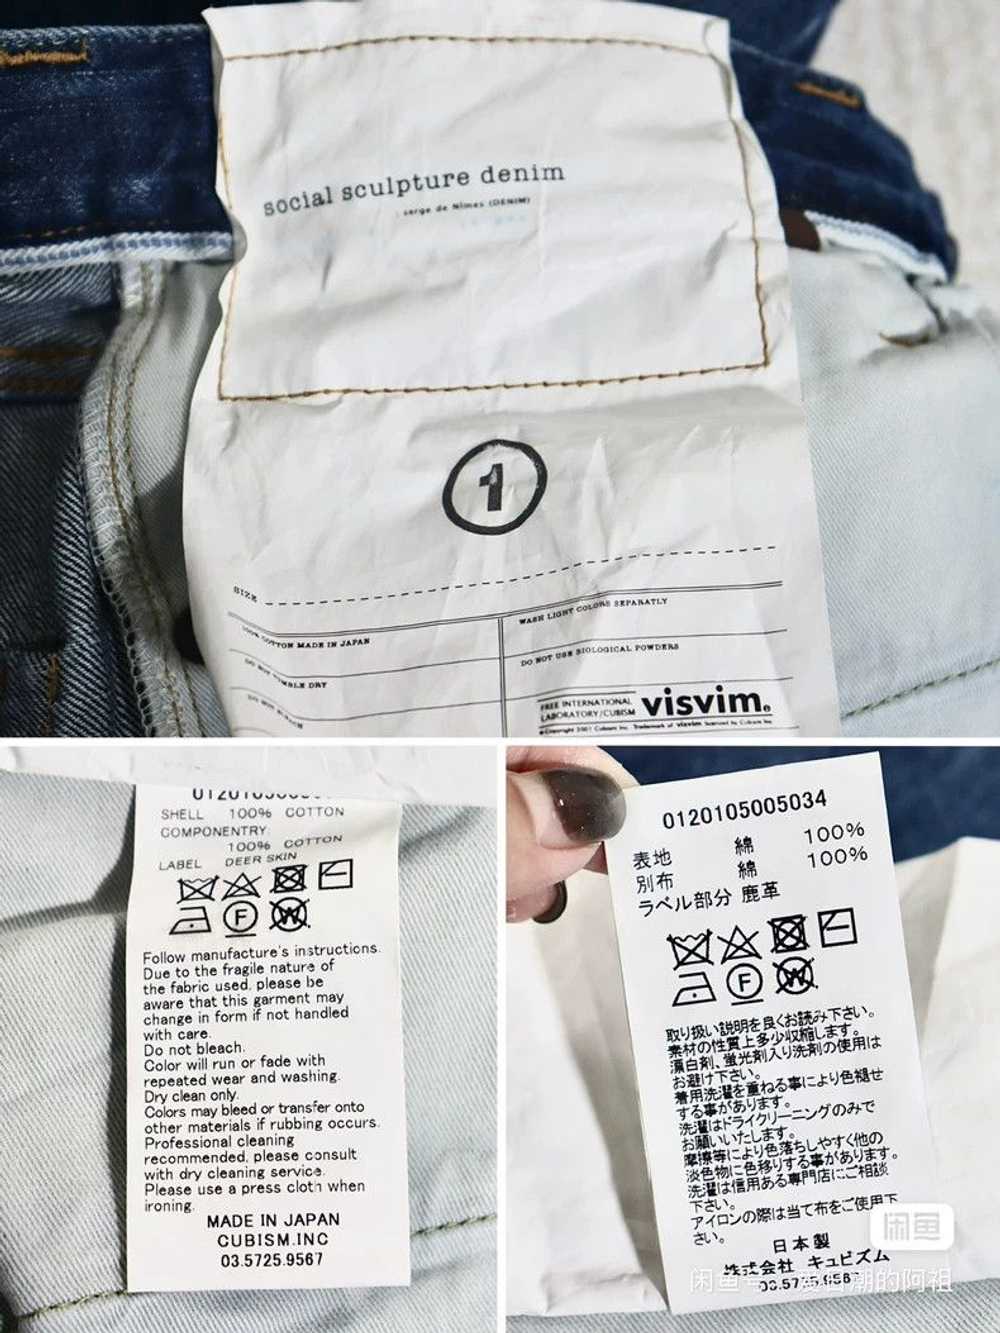 social sculpture denim
: serge de Nîmes (DENIM)
1
SIZE
100% COTTON MADE IN JAPAN
WASH LIGHT COLORS SEPARATLY
DO NOT TUMBLE DRY
DO NOT USE BIOLOGICAL POWDERS
DO NOT BLEACH
FREE INTERNATIONAL
LABORATORY/CUBISM
visvim
SHELL 100% COTTON
COMPONENTRY
100% COTTON
LABEL DEER SKIN
F
W
Follow manufacture's instructions.
Due to the fragile nature of
the fabric used, please be
aware that this garment may
change in form if not handled
with care.
Do not bleach.
Color will run or fade with
repeated wear and washing.
Dry clean only.
Colors may bleed or transfer onto
other materials if rubbing occurs.
Professional cleaning
recommended, please consult
with dry cleaning service.
Please use a press cloth when
ironing.
MADE IN JAPAN
CUBISM.INC
03.5725.9567
0120105005034
表地 綿 100%
別布 綿 100%
ラベル部分 鹿革
F
W
取り扱い説明を良くお読み下さい。
素材の性質上多少収縮します。
漂白剤、蛍光剤入り洗剤の使用は
お避け下さい。
着用洗濯を重ねる事により色褪せ
する事があります。
洗濯はドライクリーニングのみで
お願いいたします。
摩擦等により色落ちしやすく他の
淡色物に色移りする事があります。
洗濯は信用ある専門店にご相談
下さい。
アイロンの際は当て布をご使用下
さい。
日本製
株式会社 キュビズム
闲鱼
闲鱼号
潮的阿祖